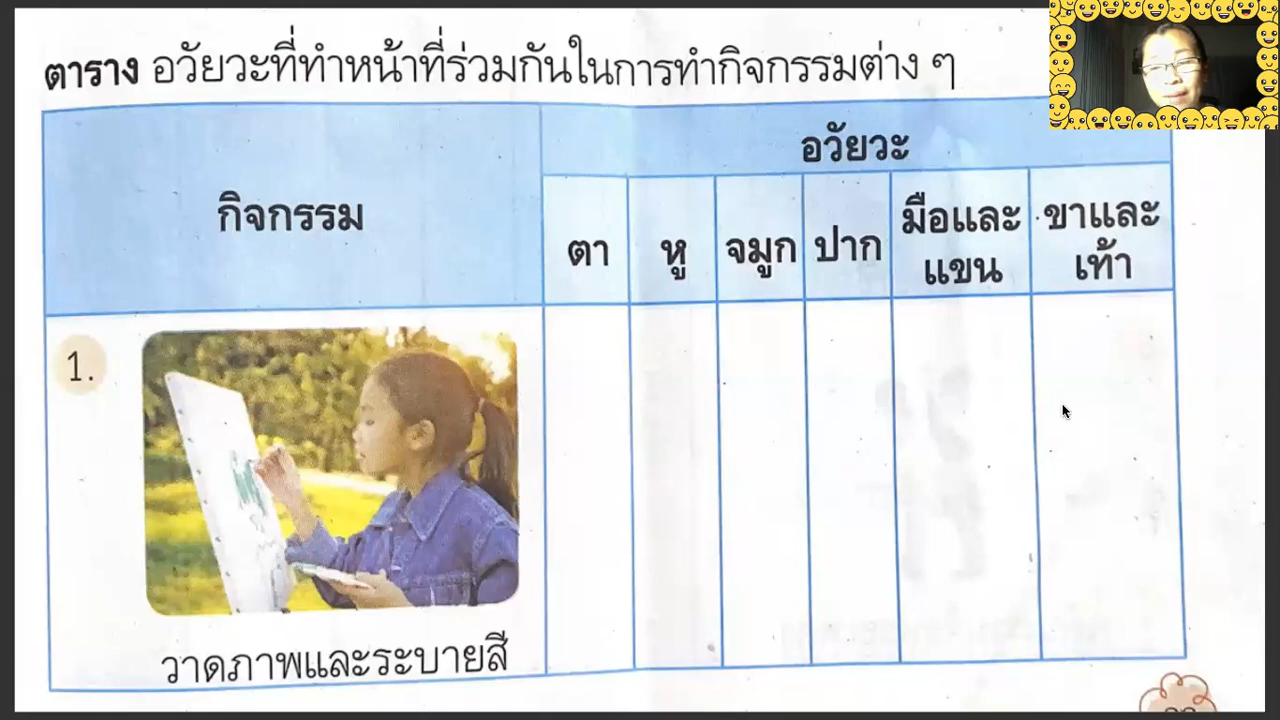 ตาราง อวัยวะที่ทำหน้าที่ร่วมกันในการทำกิจกรรมต่าง ๆ
กิจกรรม
อวัยวะ
ตา
หู
จมูก
ปาก
มือและ
แขน
ขาและ
เท้า
1.
วาดภาพและระบายสี